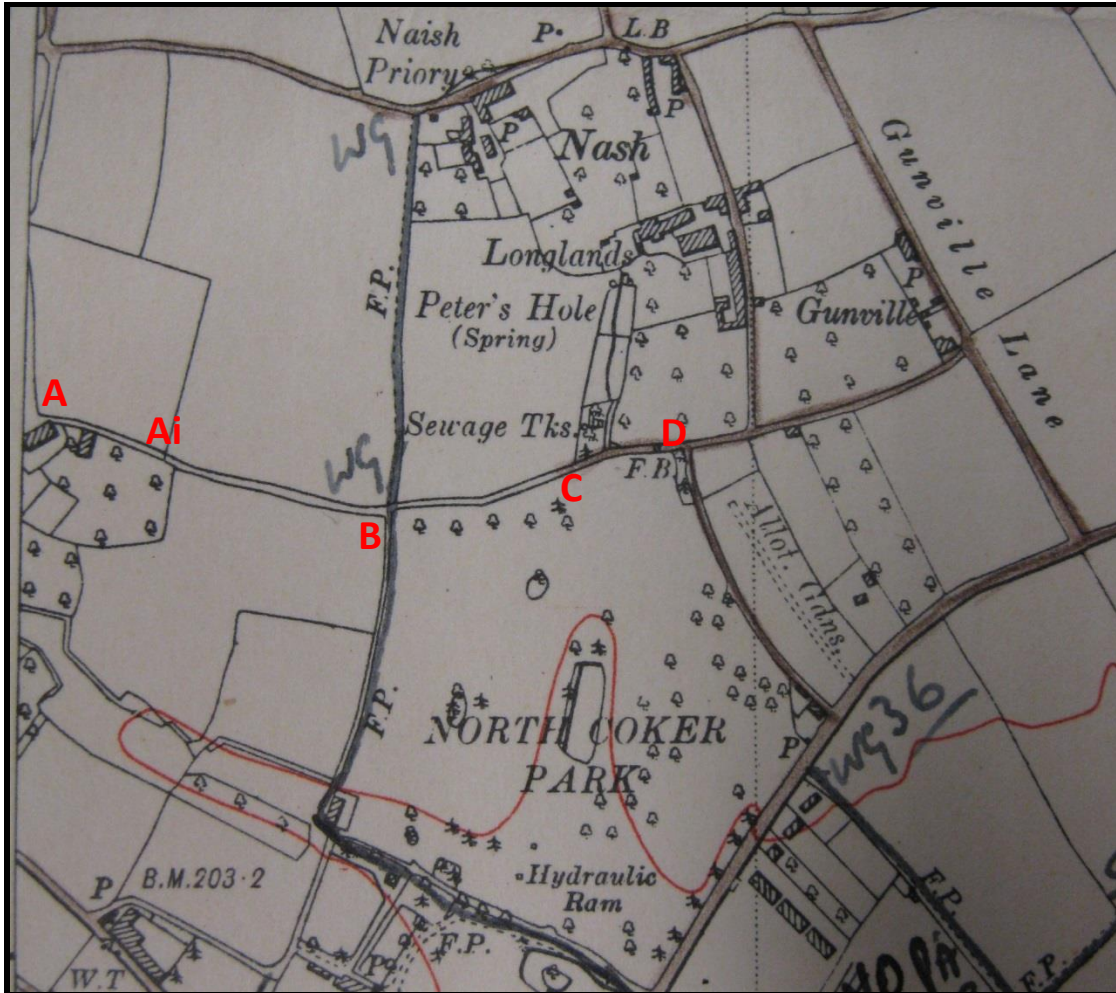 Naish
Priory
P.
L.B
P
P
WG
Nash
Gunville
Lane
F.P.
Longlands
Peter's Hole
(Spring)
Gunville
P
A
Ai
Sewage Tks.
WG
D
F.B
C
B
Allot. Gdns.
F.P.
NORTH COKER
PARK
P
WG36
Hydraulic
Ram
B.M.203·2
P
F.P.
F.P.
P
W.T
F.P.